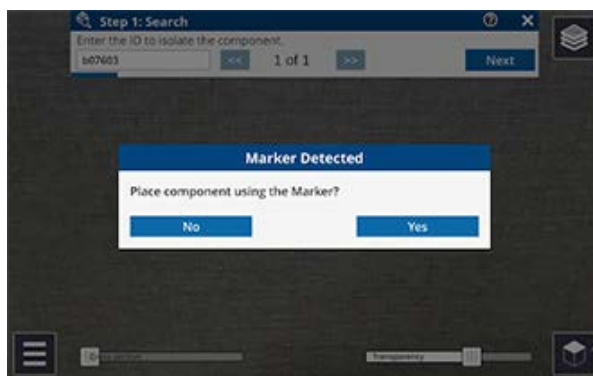 Step 1: Search
Enter the ID to isolate the component.
b07603
<< 1 of 1 >> Next
Marker Detected
Place component using the Marker?
No Yes
Transparency